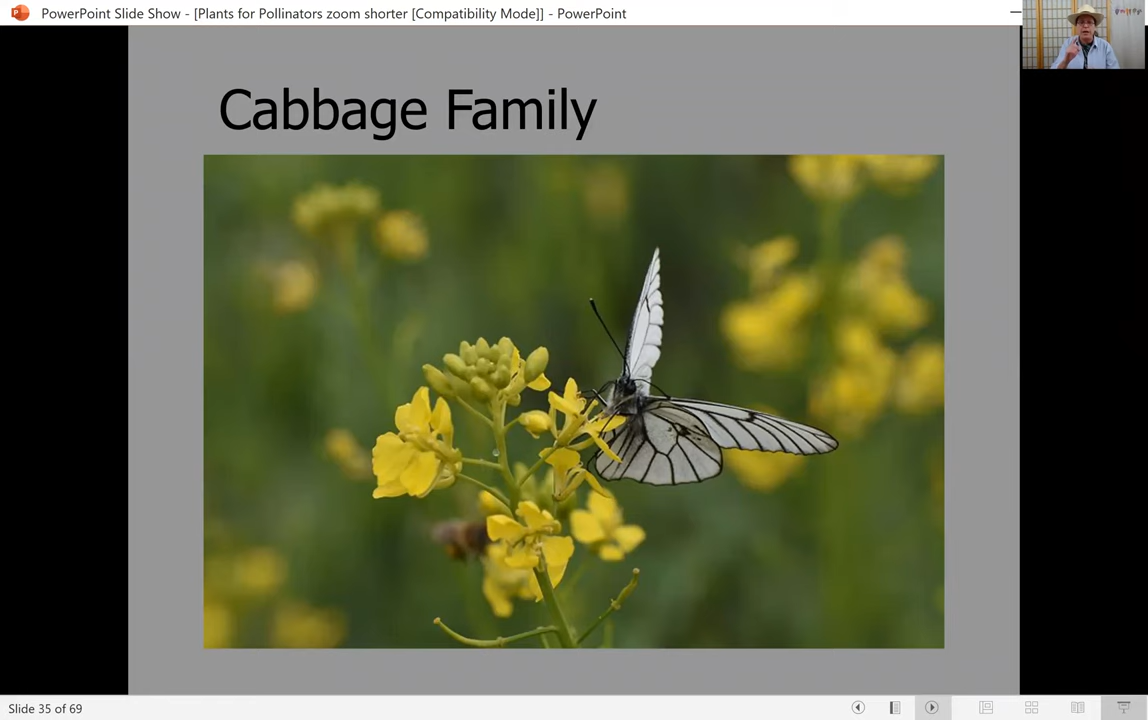 PowerPoint Slide Show - [Plants for Pollinators zoom shorter [Compatibility Mode]] - PowerPoint
Cabbage Family
Slide 35 of 69